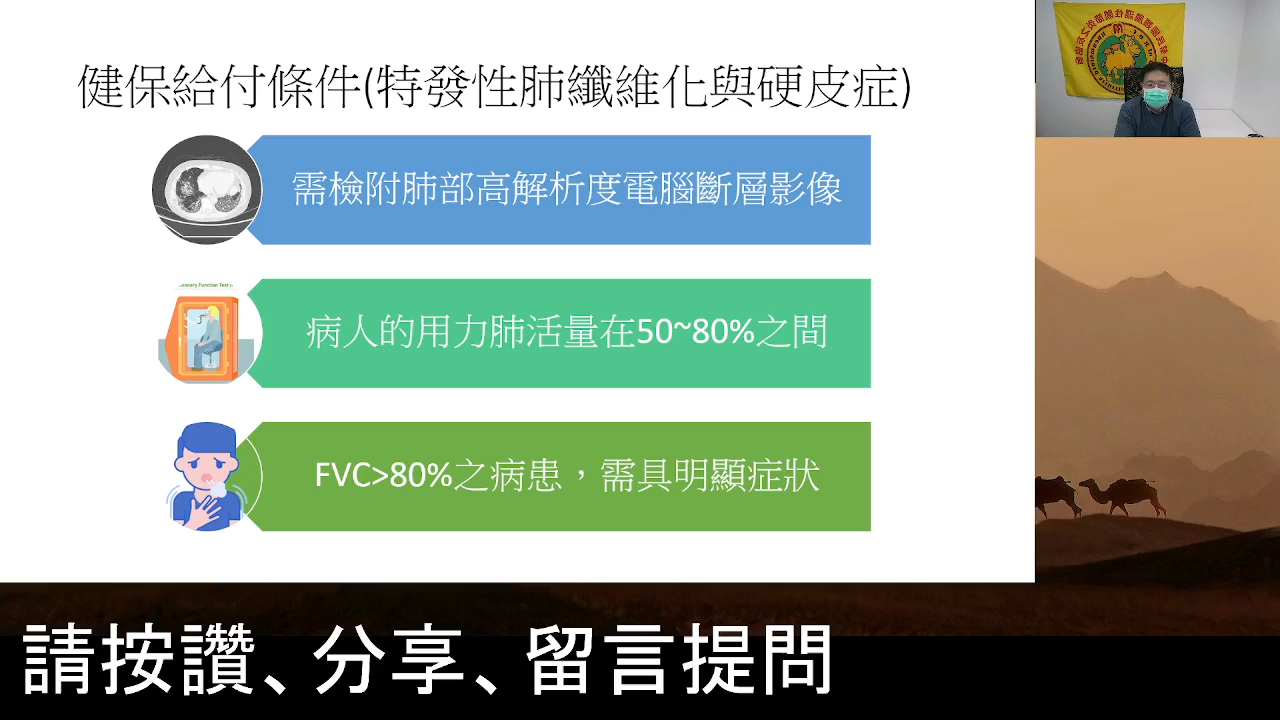 健保給付條件(特發性肺纖維化與硬皮症)
需檢附肺部高解析度電腦斷層影像
病人的用力肺活量在50~80%之間
FVC>80%之病患，需具明顯症狀
請按讚、分享、留言提問